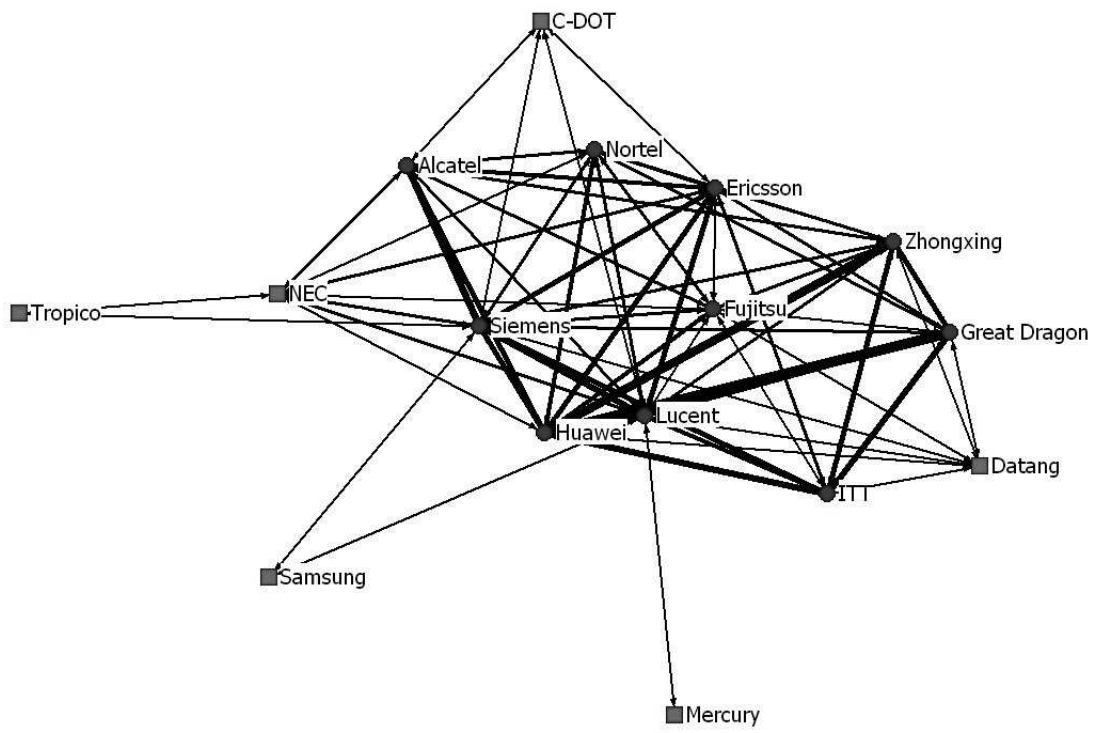 C-DOT
Nortel
Alcatel
Ericsson
Zhongxing
NEC
Tropico
Fujitsu
Siemens
Great Dragon
Lucent
Huawei
Datang
ITT
Samsung
Mercury